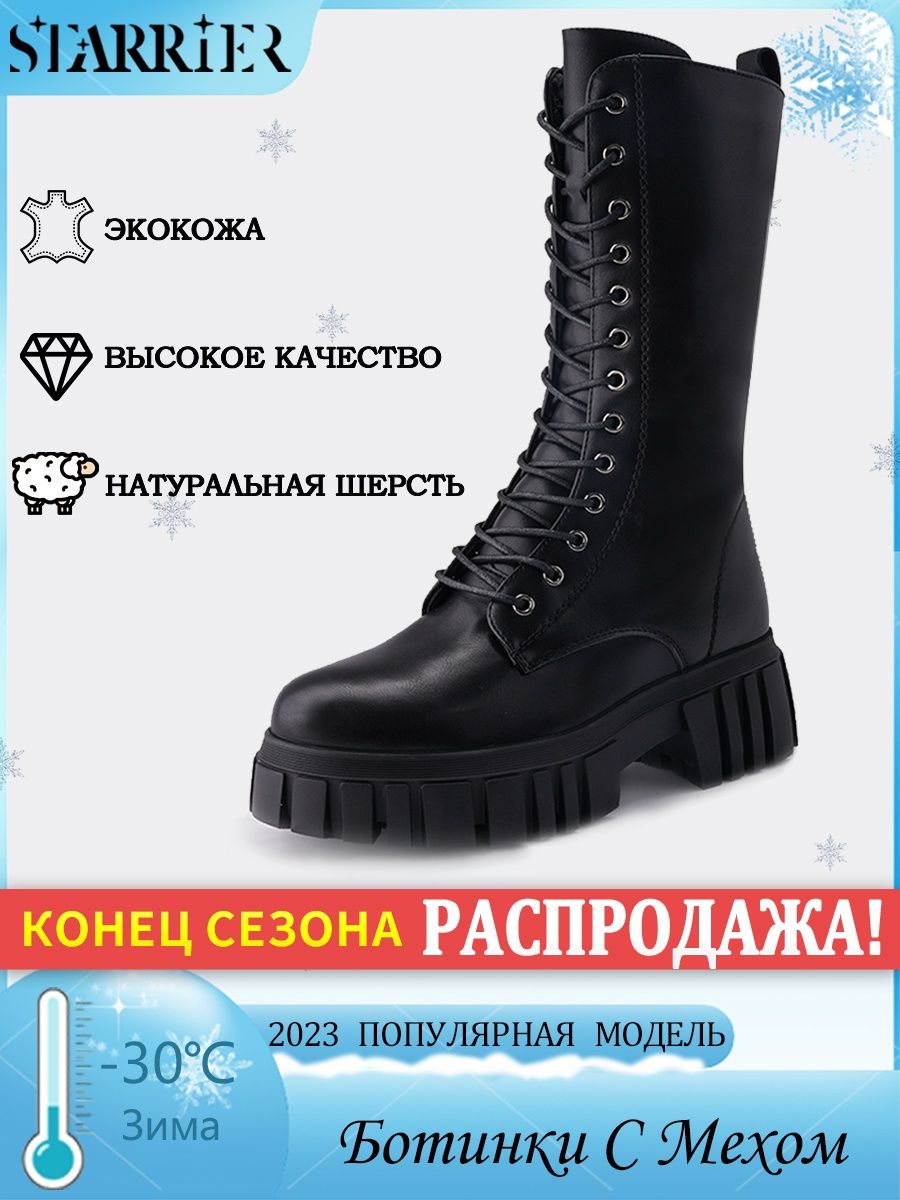 STARRIER
ЭКОКОЖА
ВЫСОКОЕ КАЧЕСТВО
НАТУРАЛЬНАЯ ШЕРСТЬ
КОНЕЦ СЕЗОНА РАСПРОДАЖА!
2023 ПОПУЛЯРНАЯ МОДЕЛЬ
-30℃
Зима
Ботинки С Мехом